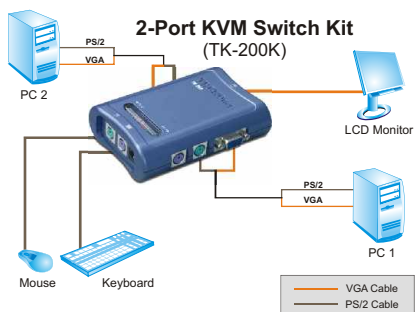 2-Port KVM Switch Kit
(TK-200K)
PS/2
VGA
PC 2
LCD Monitor
PS/2
VGA
PC 1
Mouse
Keyboard
VGA Cable
PS/2 Cable